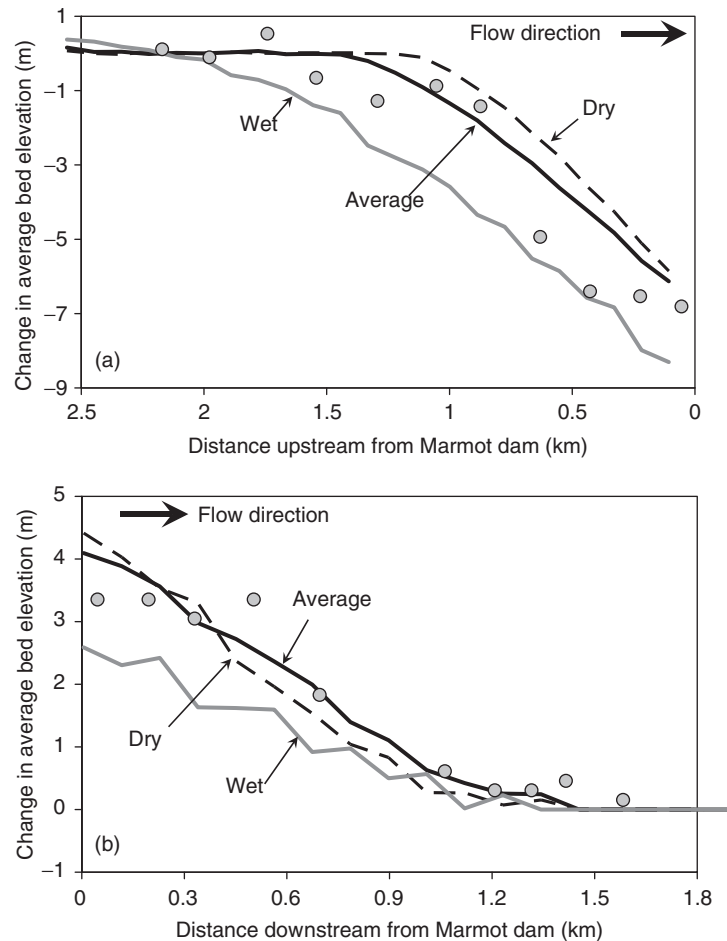 1
−1
−3
−5
−7
−9
Change in average bed elevation (m)
Flow direction
Wet
Dry
Average
(a)
2.5 2 1.5 1 0.5 0
Distance upstream from Marmot dam (km)
5
4
3
2
1
0
−1
Change in average bed elevation (m)
Flow direction
Average
Dry
Wet
(b)
0 0.3 0.6 0.9 1.2 1.5 1.8
Distance downstream from Marmot dam (km)